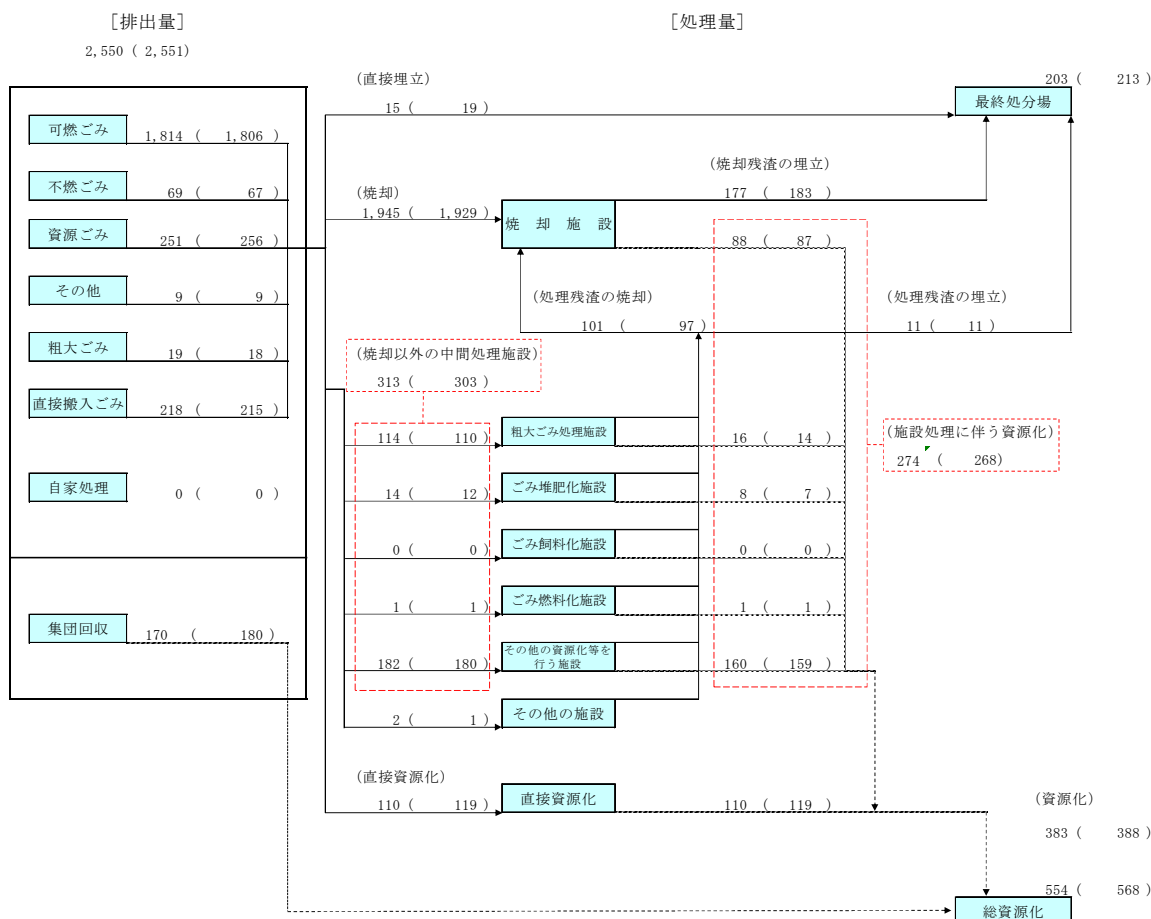 [排出量]
[処理量]
2,550 ( 2,551)
(直接埋立)
203 ( 213)
15 ( 19)
最終処分場
可燃ごみ 1,814 ( 1,806 )
(焼却残渣の埋立)
不燃ごみ 69 ( 67)
(焼却)
177 ( 183)
1,945 ( 1,929)
焼却施設
資源ごみ 251 ( 256)
88 ( 87)
その他 9 ( 9)
(処理残渣の焼却)
(処理残渣の埋立)
101 ( 97)
11 ( 11)
粗大ごみ 19 ( 18)
(焼却以外の中間処理施設)
313 ( 303)
直接搬入ごみ 218 ( 215)
114 ( 110) 粗大ごみ処理施設 16 ( 14)
(施設処理に伴う資源化)
274 ( 268)
自家処理 0 ( 0 )
14 ( 12) ごみ堆肥化施設 8 ( 7)
0 ( 0) ごみ飼料化施設 0 ( 0)
1 ( 1) ごみ燃料化施設 1 ( 1)
集団回収 170 ( 180)
182 ( 180) その他の資源化等を
行う施設 160 ( 159)
2 ( 1) その他の施設
(直接資源化)
110 ( 119) 直接資源化 110 ( 119)
(資源化)
383 ( 388)
554 ( 568)
総資源化